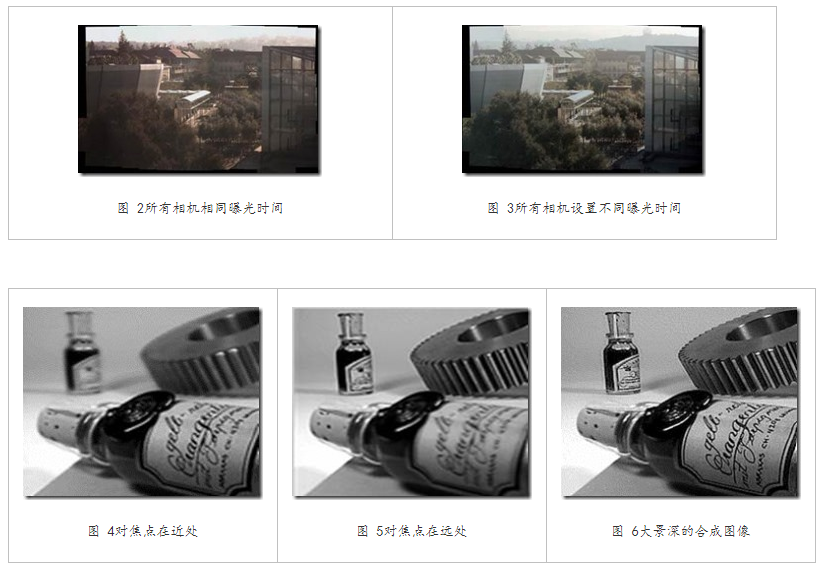 图 2所有相机相同曝光时间
图 3所有相机设置不同曝光时间
图 4对焦点在近处
图 5对焦点在远处
图 6大景深的合成图像